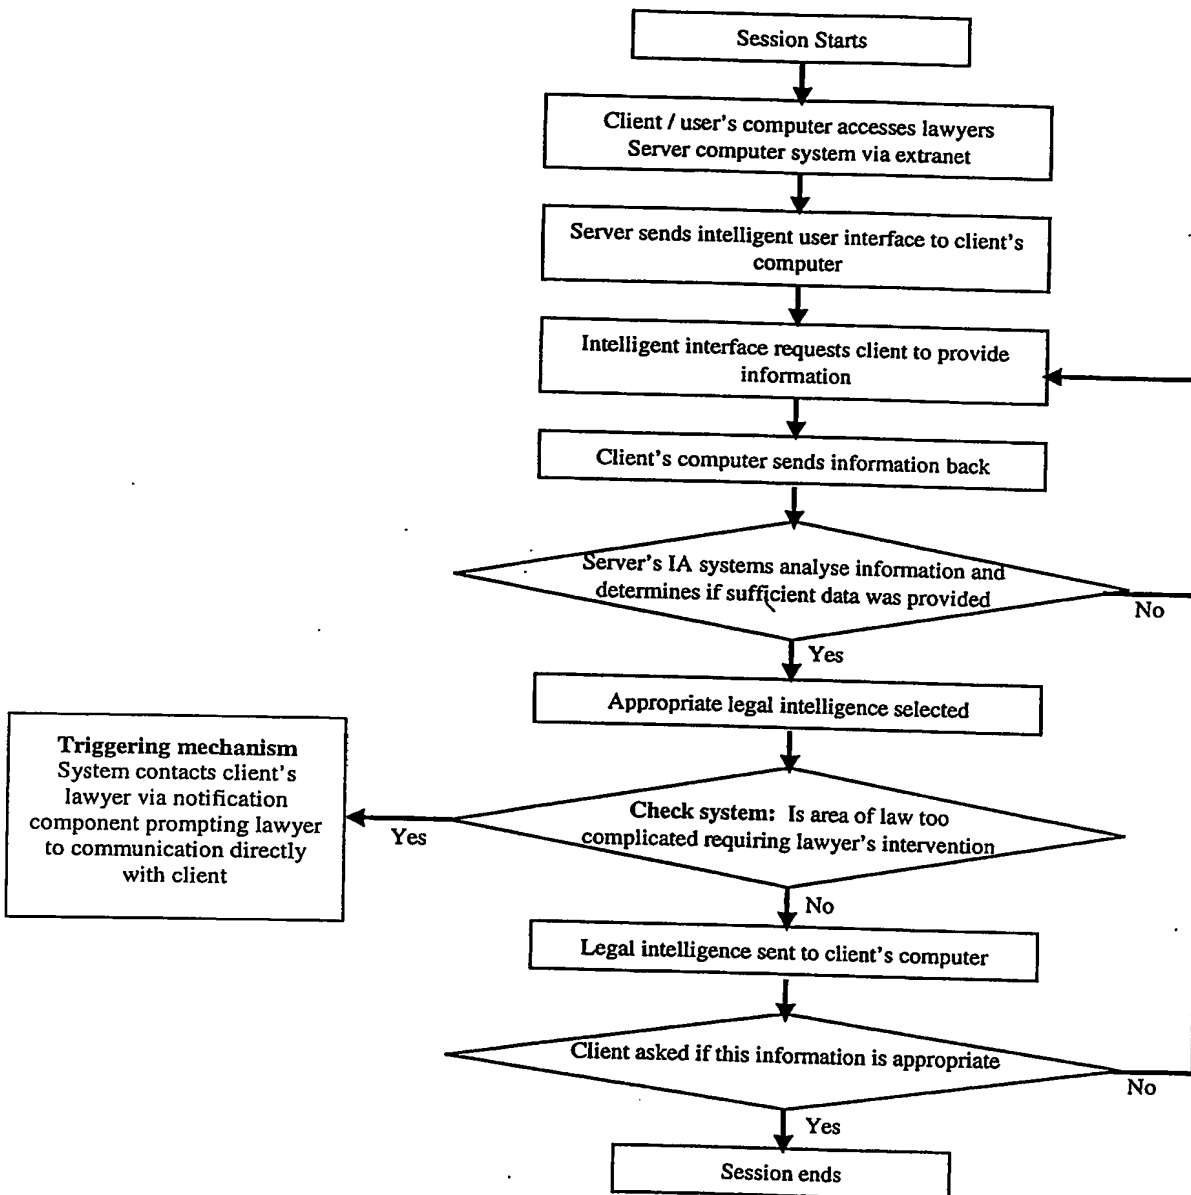 Session Starts
Client / user's computer accesses lawyers
Server computer system via extranet
Server sends intelligent user interface to client's
computer
Intelligent interface requests client to provide
information
Client's computer sends information back
Server's IA systems analyse information and
determines if sufficient data was provided
No
Yes
Appropriate legal intelligence selected
Triggering mechanism
System contacts client's
lawyer via notification
component prompting lawyer
to communication directly
with client
Yes
Check system: Is area of law too
complicated requiring lawyer's intervention
No
Legal intelligence sent to client's computer
Client asked if this information is appropriate
No
Yes
Session ends